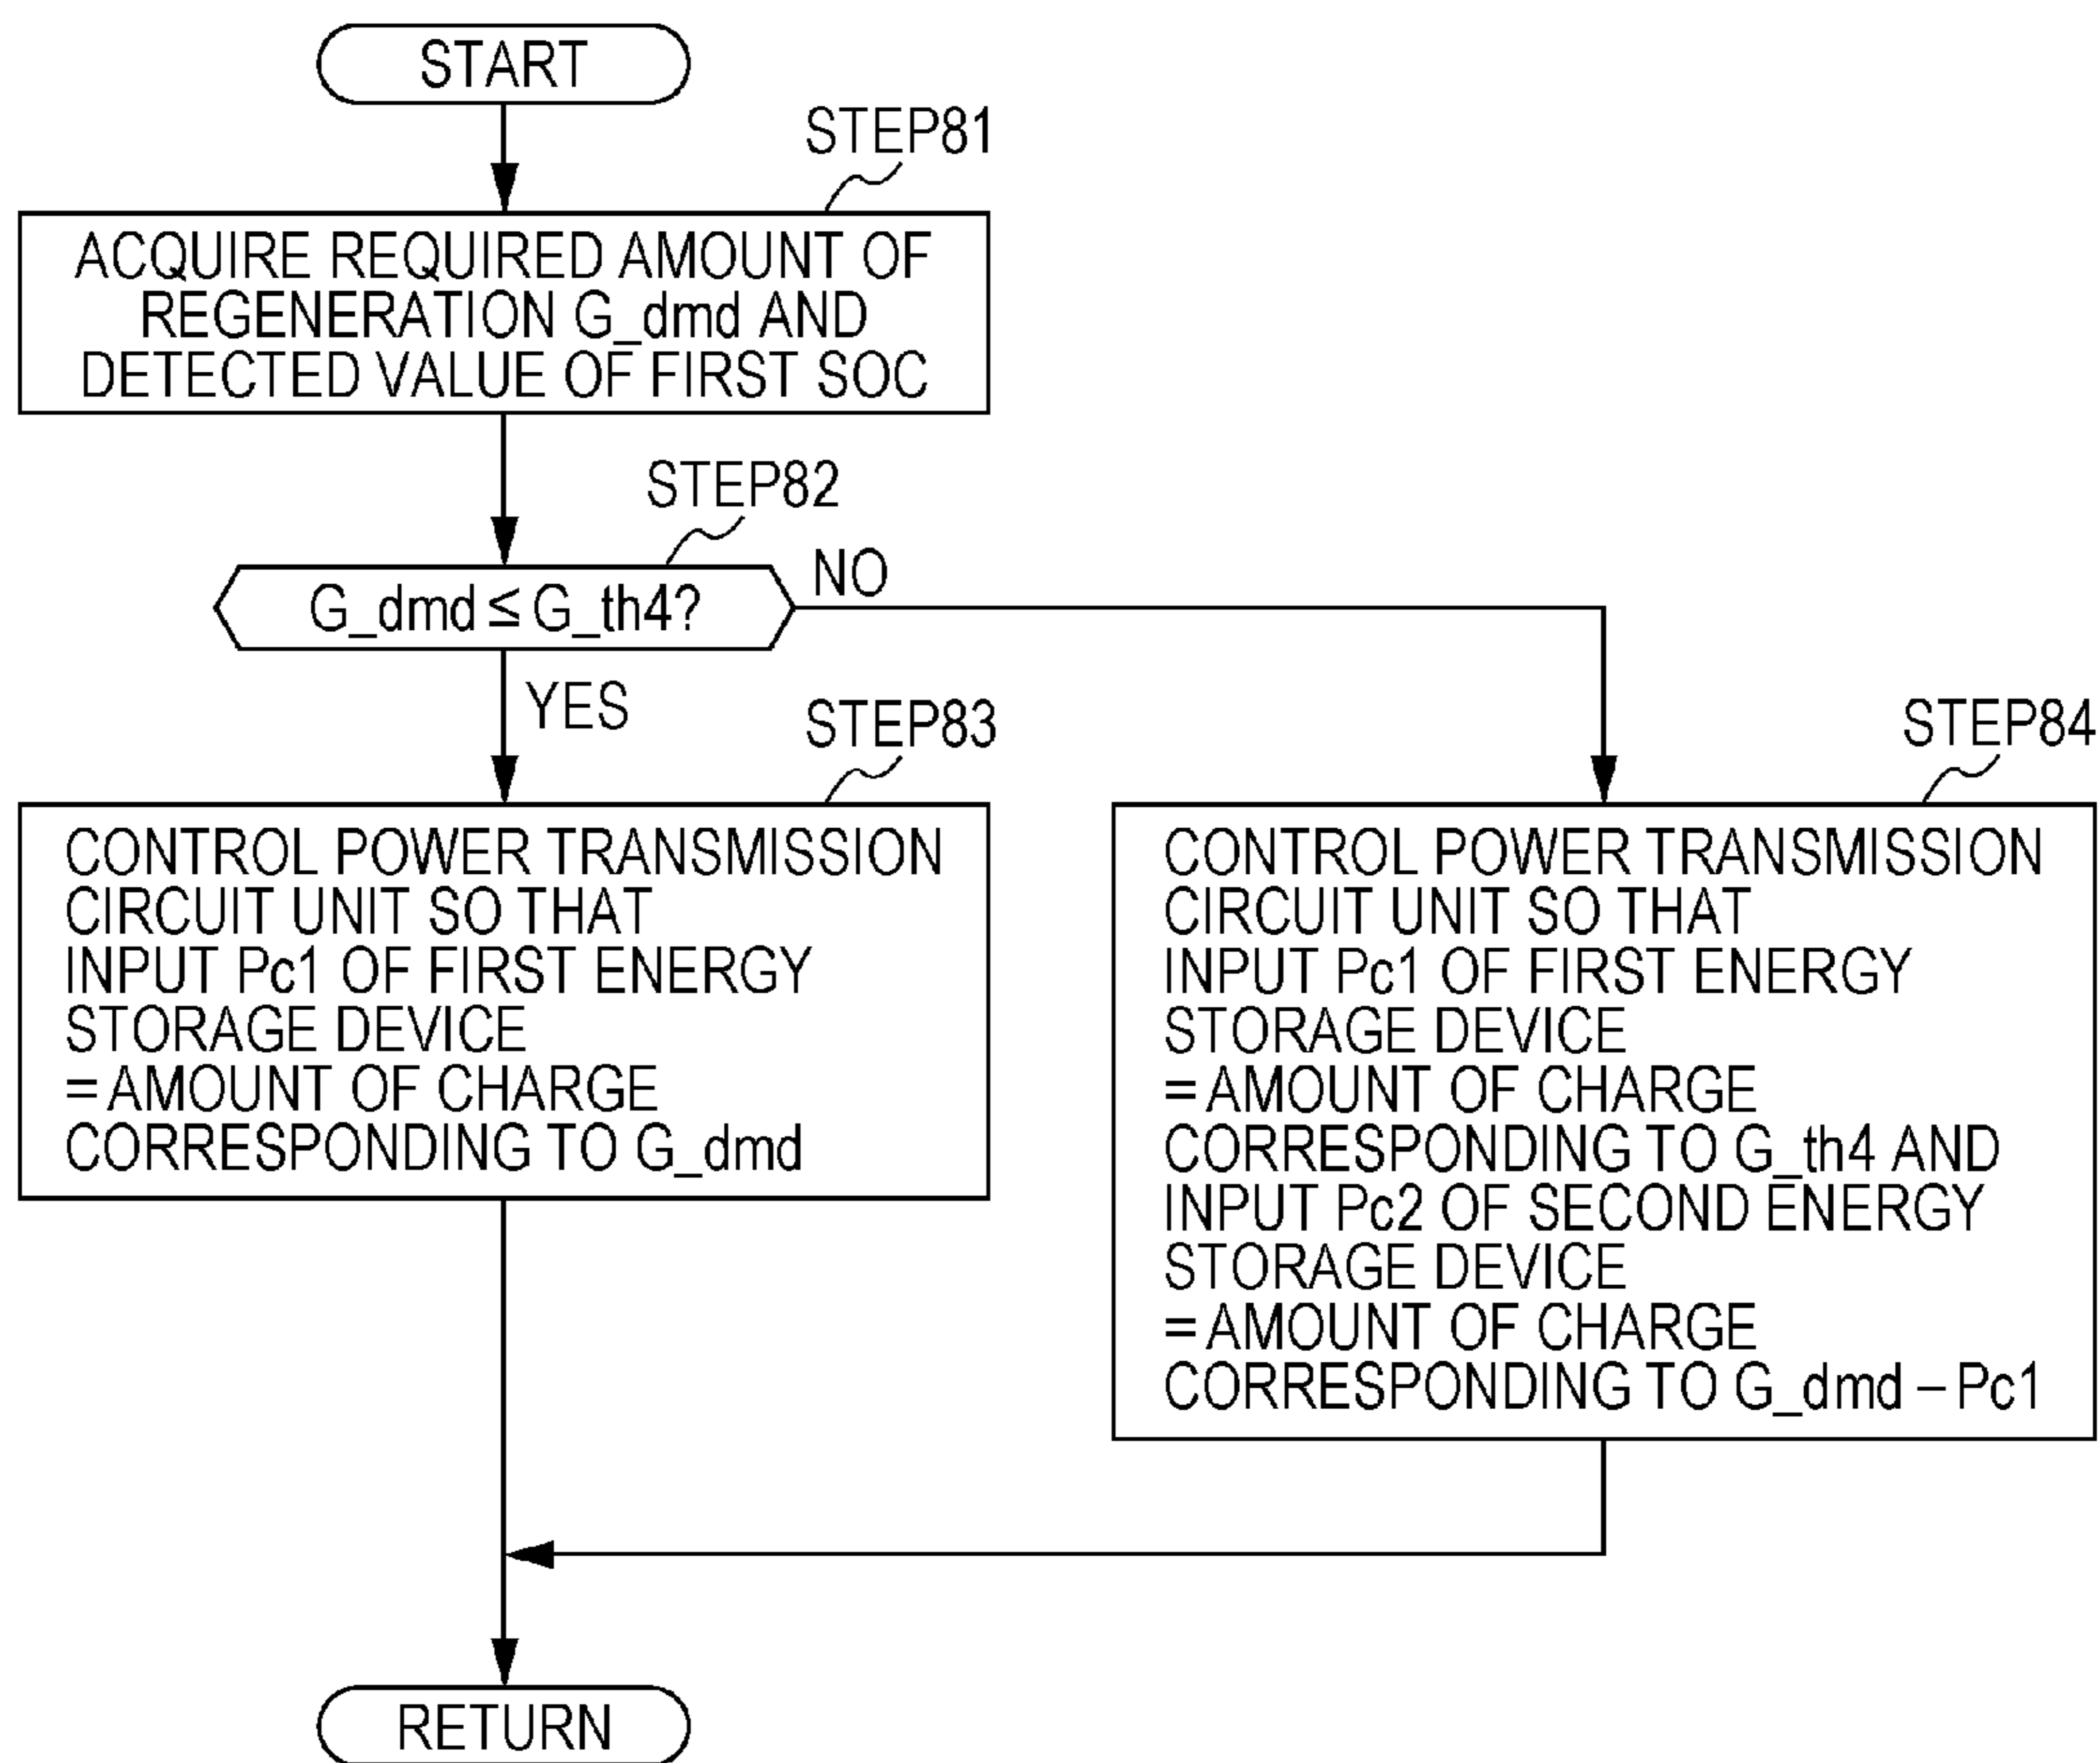 START
STEP81
ACQUIRE REQUIRED AMOUNT OF
REGENERATION G_dmd AND
DETECTED VALUE OF FIRST SOC
STEP82
G_dmd ≤ G_th4?
NO
YES
STEP83
CONTROL POWER TRANSMISSION
CIRCUIT UNIT SO THAT
INPUT Pc1 OF FIRST ENERGY
STORAGE DEVICE
= AMOUNT OF CHARGE
CORRESPONDING TO G_dmd
STEP84
CONTROL POWER TRANSMISSION
CIRCUIT UNIT SO THAT
INPUT Pc1 OF FIRST ENERGY
STORAGE DEVICE
= AMOUNT OF CHARGE
CORRESPONDING TO G_th4 AND
INPUT Pc2 OF SECOND ENERGY
STORAGE DEVICE
= AMOUNT OF CHARGE
CORRESPONDING TO G_dmd – Pc1
RETURN